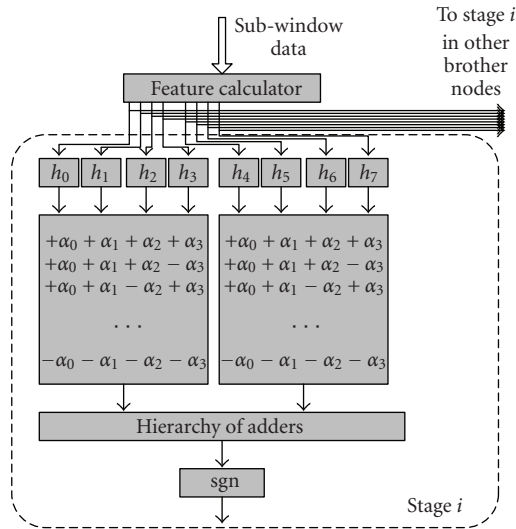 Sub-window
data
To stage i
in other
brother
nodes
Feature calculator
h₀ h₁ h₂ h₃ h₄ h₅ h₆ h₇
+α₀ + α₁ + α₂ + α₃
+α₀ + α₁ + α₂ − α₃
+α₀ + α₁ − α₂ + α₃
. . .
−α₀ − α₁ − α₂ − α₃
+α₀ + α₁ + α₂ + α₃
+α₀ + α₁ + α₂ − α₃
+α₀ + α₁ − α₂ + α₃
. . .
−α₀ − α₁ − α₂ − α₃
Hierarchy of adders
sgn
Stage i